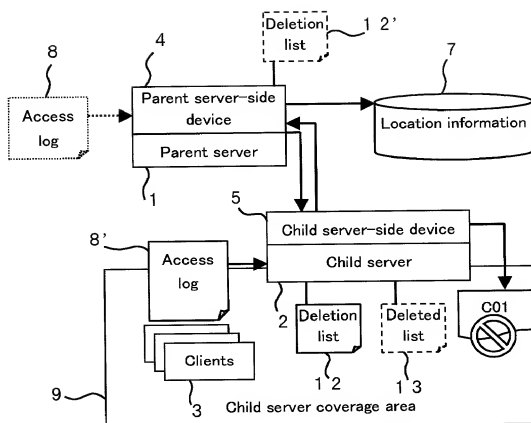 Deletion
list
1 2'
8
4
7
Access
log
Parent server-side
device
Parent server
Location information
1
5
8'
Child server-side device
Child server
Access
log
2
Deletion
list
Deleted
list
C01
Clients
9
3
1 2
1 3
Child server coverage area